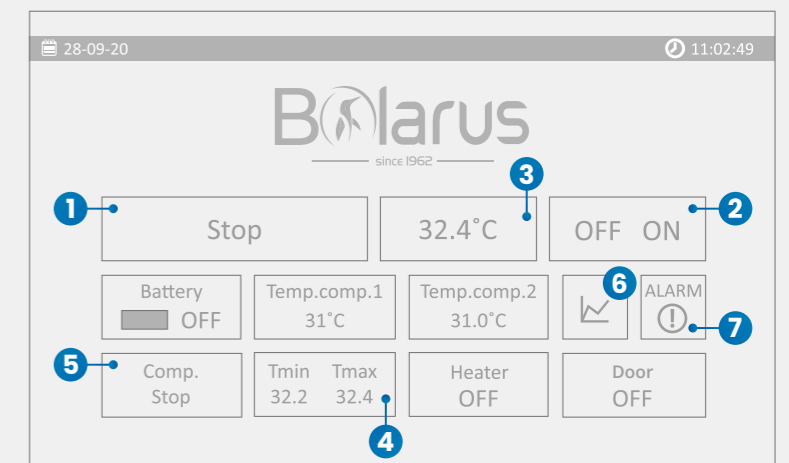 28-09-20 11:02:49
Bolarus
since 1962
3
1 Stop 32.4°C OFF ON 2
6
Battery Temp.comp.1 Temp.comp.2 ALARM
OFF 31°C 31.0°C ! 7
5 Comp. Tmin Tmax Heater Door
Stop 32.2 32.4 OFF OFF
4